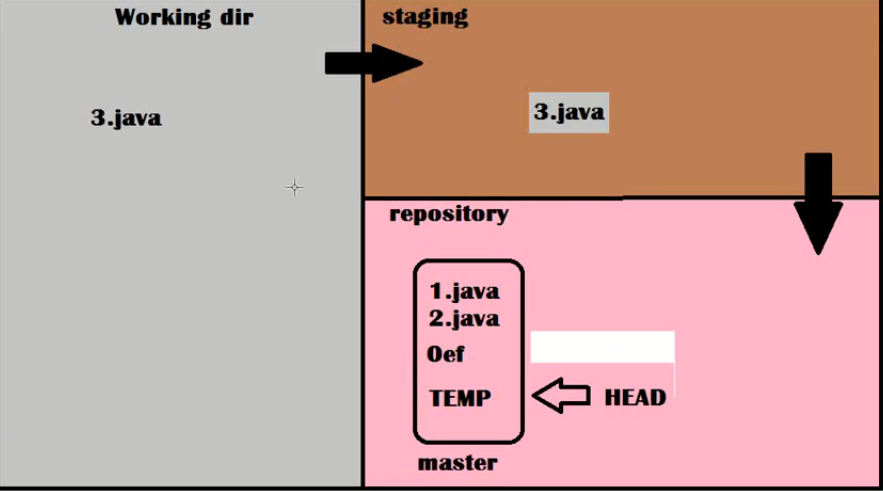 Working dir
staging
3.java
3.java
repository
1.java
2.java
0ef
TEMP
HEAD
master